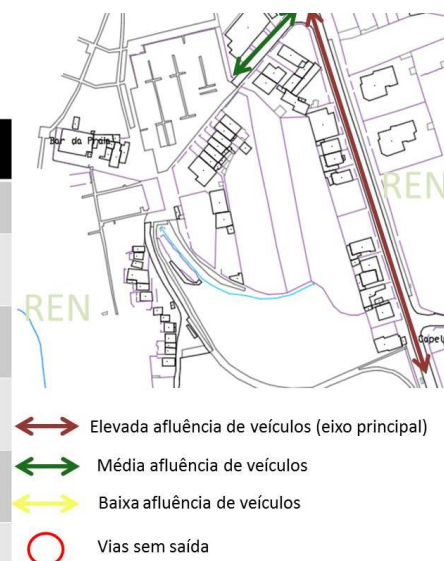 Bar da Praia
REN
REN
Elevada afluência de veículos (eixo principal)
Média afluência de veículos
Baixa afluência de veículos
Vias sem saída